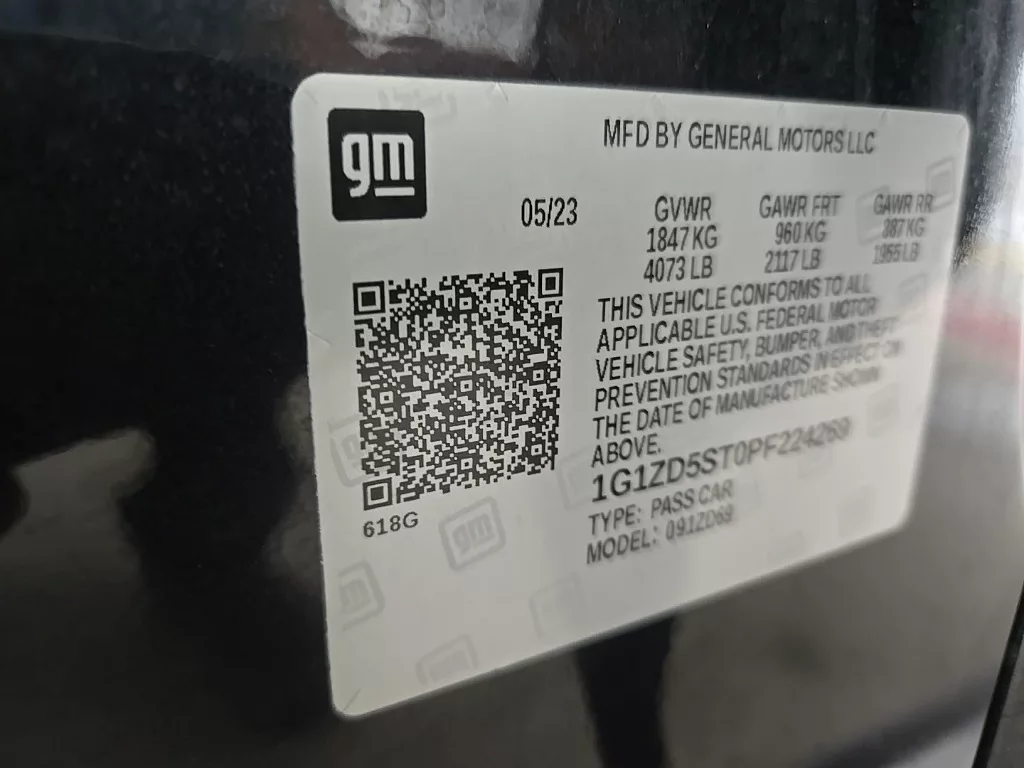 gm
MFD BY GENERAL MOTORS LLC
05/23
GVWR GAWR FRT GAWR RR
1847 KG 960 KG 887 KG
4073 LB 2117 LB 1955 LB
THIS VEHICLE CONFORMS TO ALL
APPLICABLE U.S. FEDERAL MOTOR
VEHICLE SAFETY, BUMPER, AND THEFT
PREVENTION STANDARDS IN EFFECT ON
THE DATE OF MANUFACTURE SHOWN
ABOVE.
1G1ZD5ST0PF224269
TYPE: PASS CAR
MODEL: 091ZD69
618G